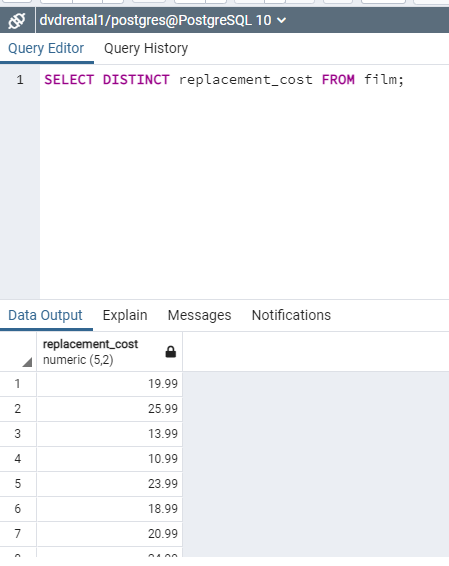 dvdrental1/postgres@PostgreSQL 10
Query Editor Query History
1 SELECT DISTINCT replacement_cost FROM film;
Data Output Explain Messages Notifications
replacement_cost
numeric (5,2)
1 19.99
2 25.99
3 13.99
4 10.99
5 23.99
6 18.99
7 20.99